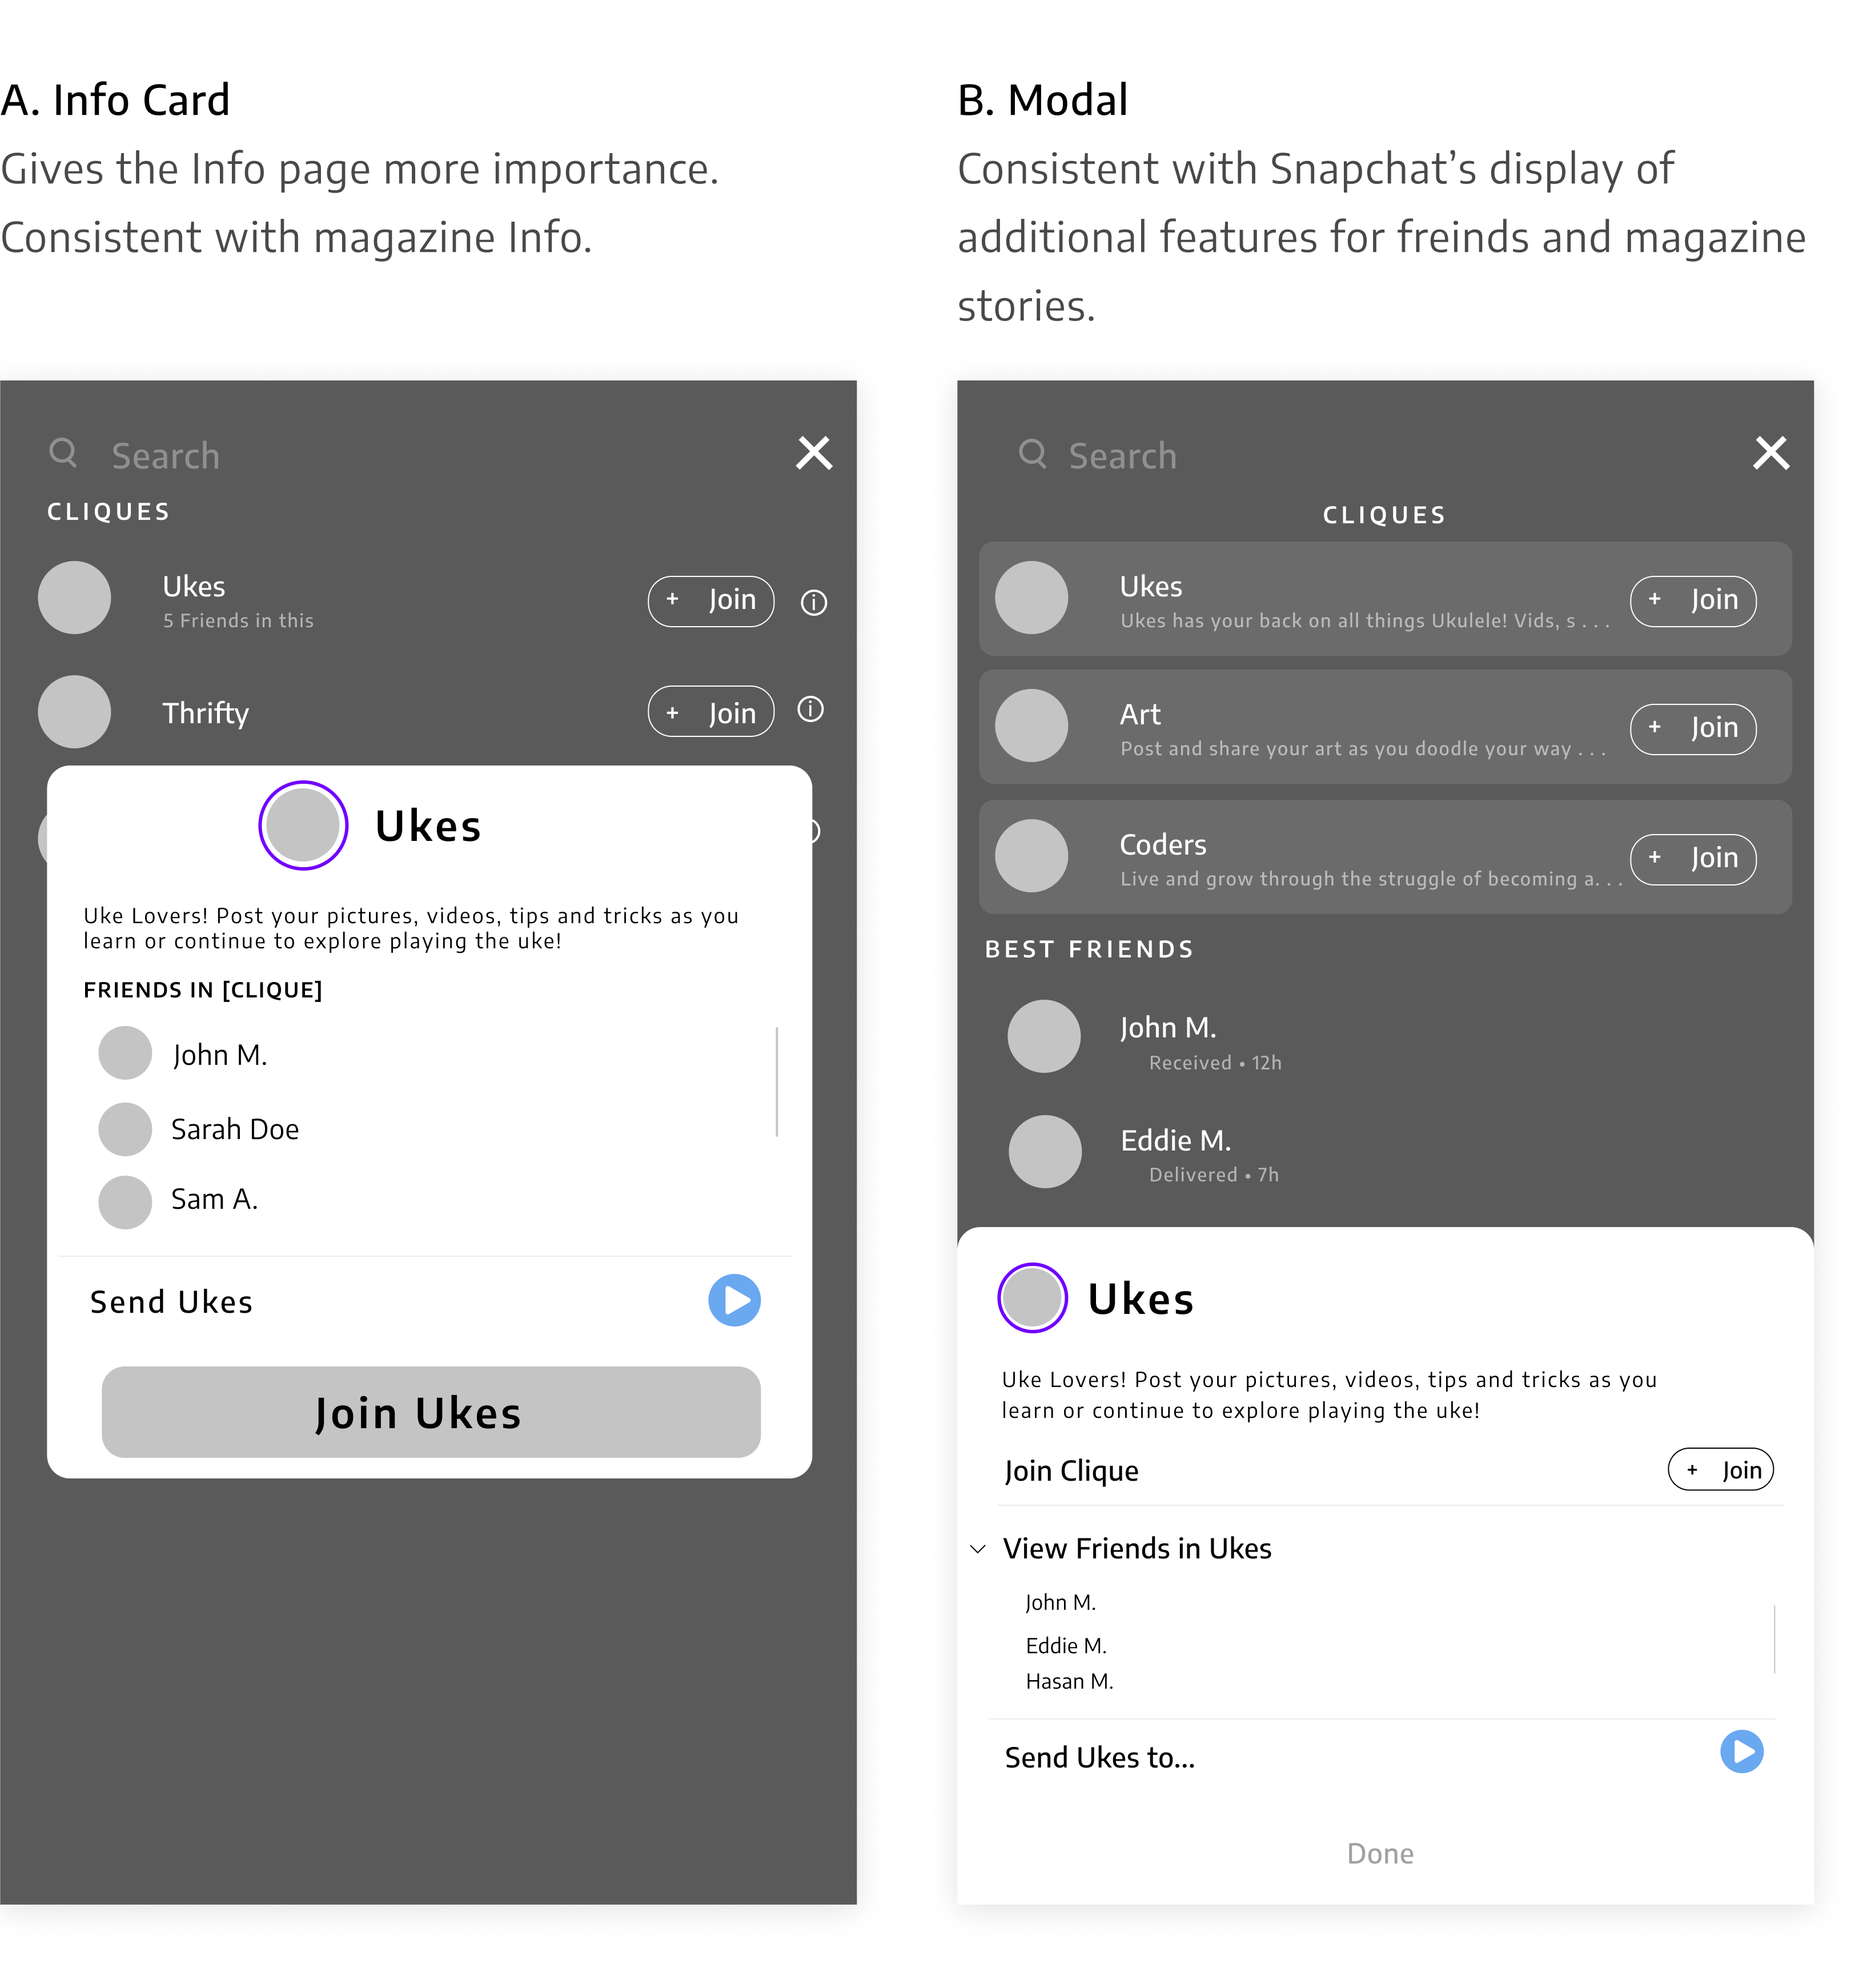 A. Info Card
Gives the Info page more importance.
Consistent with magazine Info.
Search
CLIQUES
Ukes
5 Friends in this
+ Join
Thrifty
+ Join
Ukes
Uke Lovers! Post your pictures, videos, tips and tricks as you
learn or continue to explore playing the uke!
FRIENDS IN [CLIQUE]
John M.
Sarah Doe
Sam A.
Send Ukes
Join Ukes
B. Modal
Consistent with Snapchat’s display of
additional features for freinds and magazine
stories.
Search
CLIQUES
Ukes
Ukes has your back on all things Ukulele! Vids, s . . .
+ Join
Art
Post and share your art as you doodle your way . . .
+ Join
Coders
Live and grow through the struggle of becoming a. . .
+ Join
BEST FRIENDS
John M.
Received • 12h
Eddie M.
Delivered • 7h
Ukes
Uke Lovers! Post your pictures, videos, tips and tricks as you
learn or continue to explore playing the uke!
Join Clique
+ Join
View Friends in Ukes
John M.
Eddie M.
Hasan M.
Send Ukes to...
Done